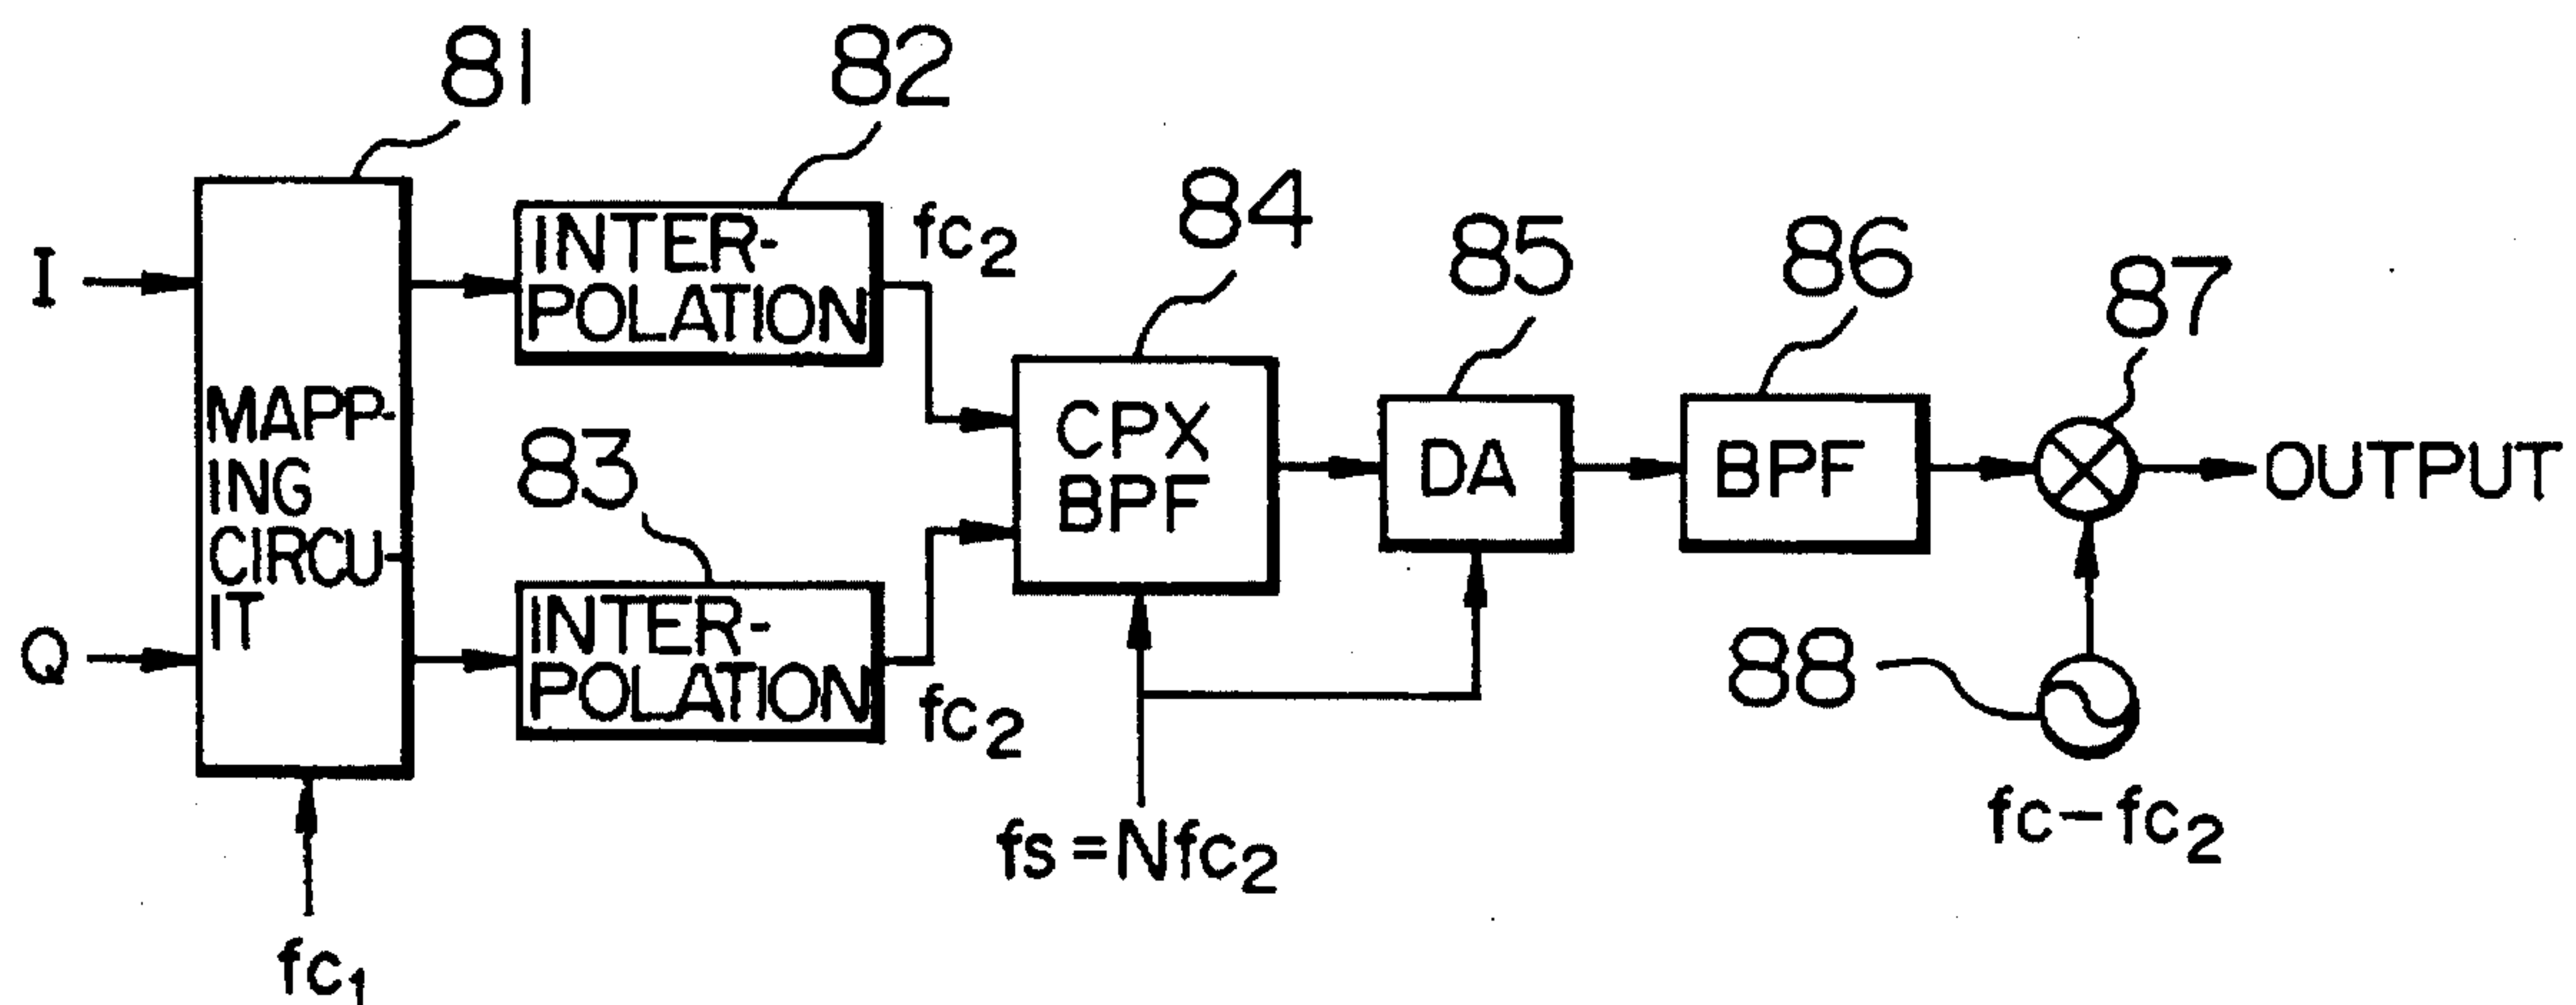 81
82
83
84
85
86
87
88
I
Q
MAPP-
ING
CIRCU-
IT
fc1
INTER-
POLATION
fc2
INTER-
POLATION
fc2
CPX
BPF
fs=Nfc2
DA
BPF
OUTPUT
fc-fc2